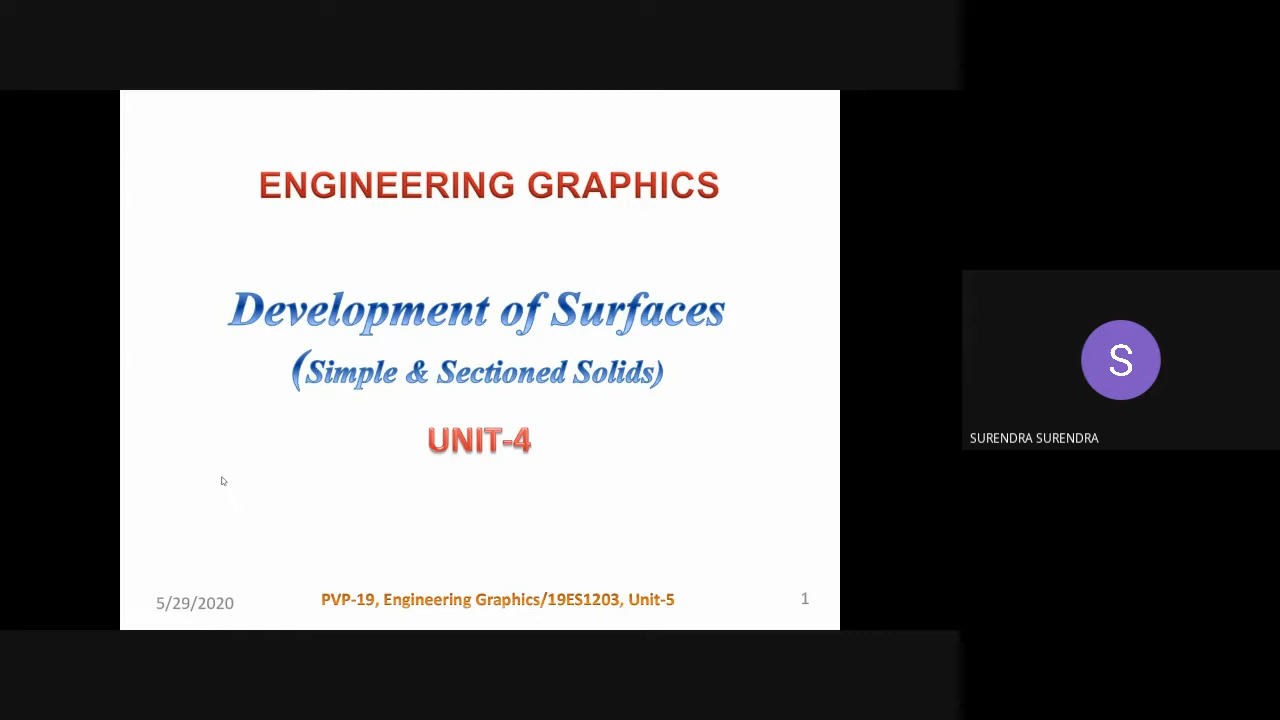 ENGINEERING GRAPHICS
Development of Surfaces
(Simple & Sectioned Solids)
UNIT-4
5/29/2020
PVP-19, Engineering Graphics/19ES1203, Unit-5
1
S
SURENDRA SURENDRA